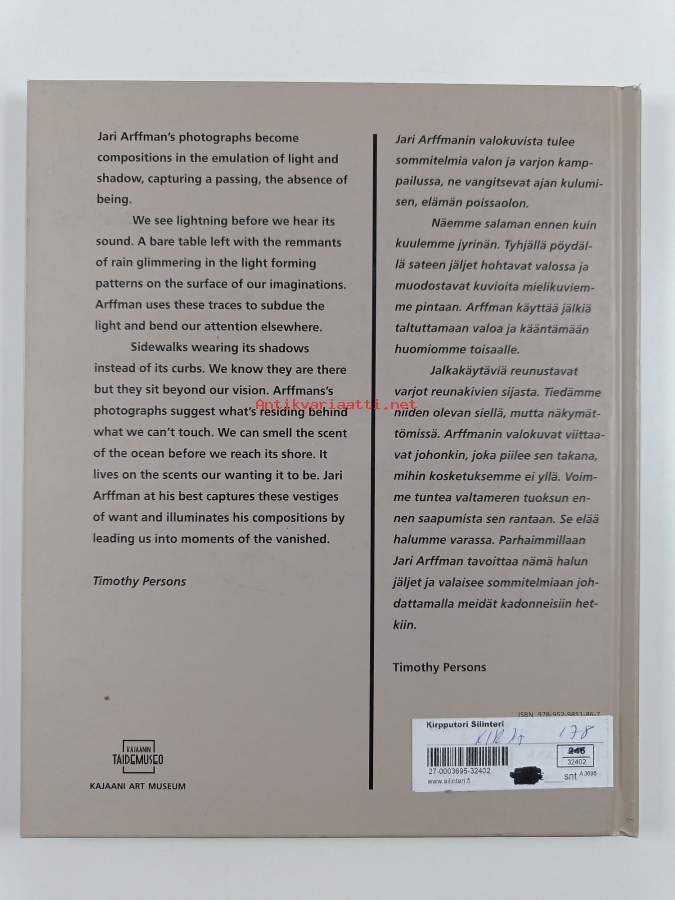 Jari Arffman's photographs become
compositions in the emulation of light and
shadow, capturing a passing, the absence of
being.
We see lightning before we hear its
sound. A bare table left with the remnants
of rain glimmering in the light forming
patterns on the surface of our imaginations.
Arffman uses these traces to subdue the
light and bend our attention elsewhere.
Sidewalks wearing its shadows
instead of its curbs. We know they are there
but they sit beyond our vision. Arffmans's
photographs suggest what's residing behind
what we can't touch. We can smell the scent
of the ocean before we reach its shore. It
lives on the scents our wanting it to be. Jari
Arffman at his best captures these vestiges
of want and illuminates his compositions by
leading us into moments of the vanished.
Timothy Persons
KAJAANIN
TAIDEMUSEO
KAJAANI ART MUSEUM
Jari Arffmanin valokuvista tulee
sommitelmia valon ja varjon kamp-
pailussa, ne vangitsevat ajan kulumi-
sen, elämän poissaolon.
Näemme salaman ennen kuin
kuulemme jyrinän. Tyhjällä pöydäl-
lä sateen jäljet hohtavat valossa ja
muodostavat kuvioita mielikuviem-
me pintaan. Arffman käyttää jälkiä
taltuttamaan valoa ja kääntämään
huomiomme toisaalle.
Jalkakäytäviä reunustavat
varjot reunakivien sijasta. Tiedämme
niiden olevan siellä, mutta näkymät-
tömissä. Arffmanin valokuvat viittaa-
vat johonkin, joka piilee sen takana,
mihin kosketuksemme ei yllä. Voim-
me tuntea valtameren tuoksun en-
nen saapumista sen rantaan. Se elää
halumme varassa. Parhaimmillaan
Jari Arffman tavoittaa nämä halun
jäljet ja valaisee sommitelmiaan joh-
dattamalla meidät kadonneisiin het-
kiin.
Timothy Persons
Antikvariaatti.net
ISBN 978-952-9851-86-7
Kirpputori Silinteri
178
246
32402
27-0003695-32402
snt A 3695
www.silinteri.fi